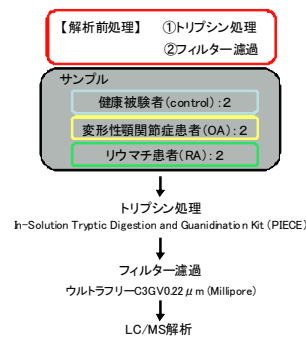 【解析前処理】 ①トリプシン処理
②フィルター濾過
サンプル
健康被験者(control):2
変形性顎関節症患者(OA):2
リウマチ患者(RA):2
トリプシン処理
In-Solution Tryptic Digestion and Guanidination Kit (PIECE)
フィルター濾過
ウルトラフリーC3GV0.22μm(Millipore)
LC/MS解析